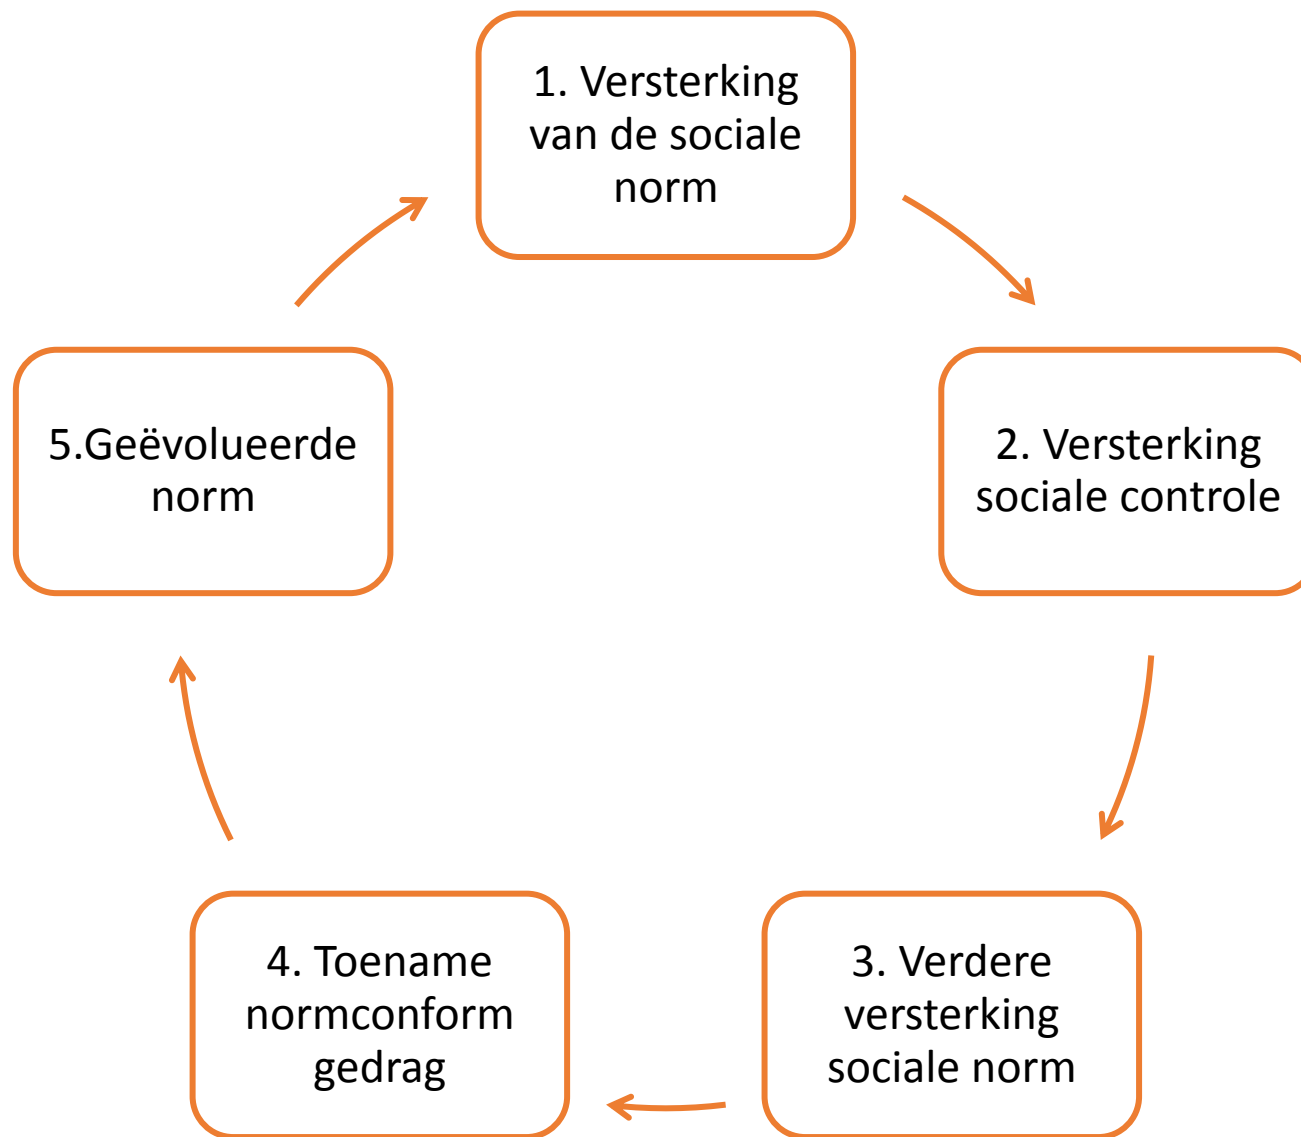 1. Versterking
van de sociale
norm
2. Versterking
sociale controle
3. Verdere
versterking
sociale norm
4. Toename
normconform
gedrag
5.Geëvolueerde
norm